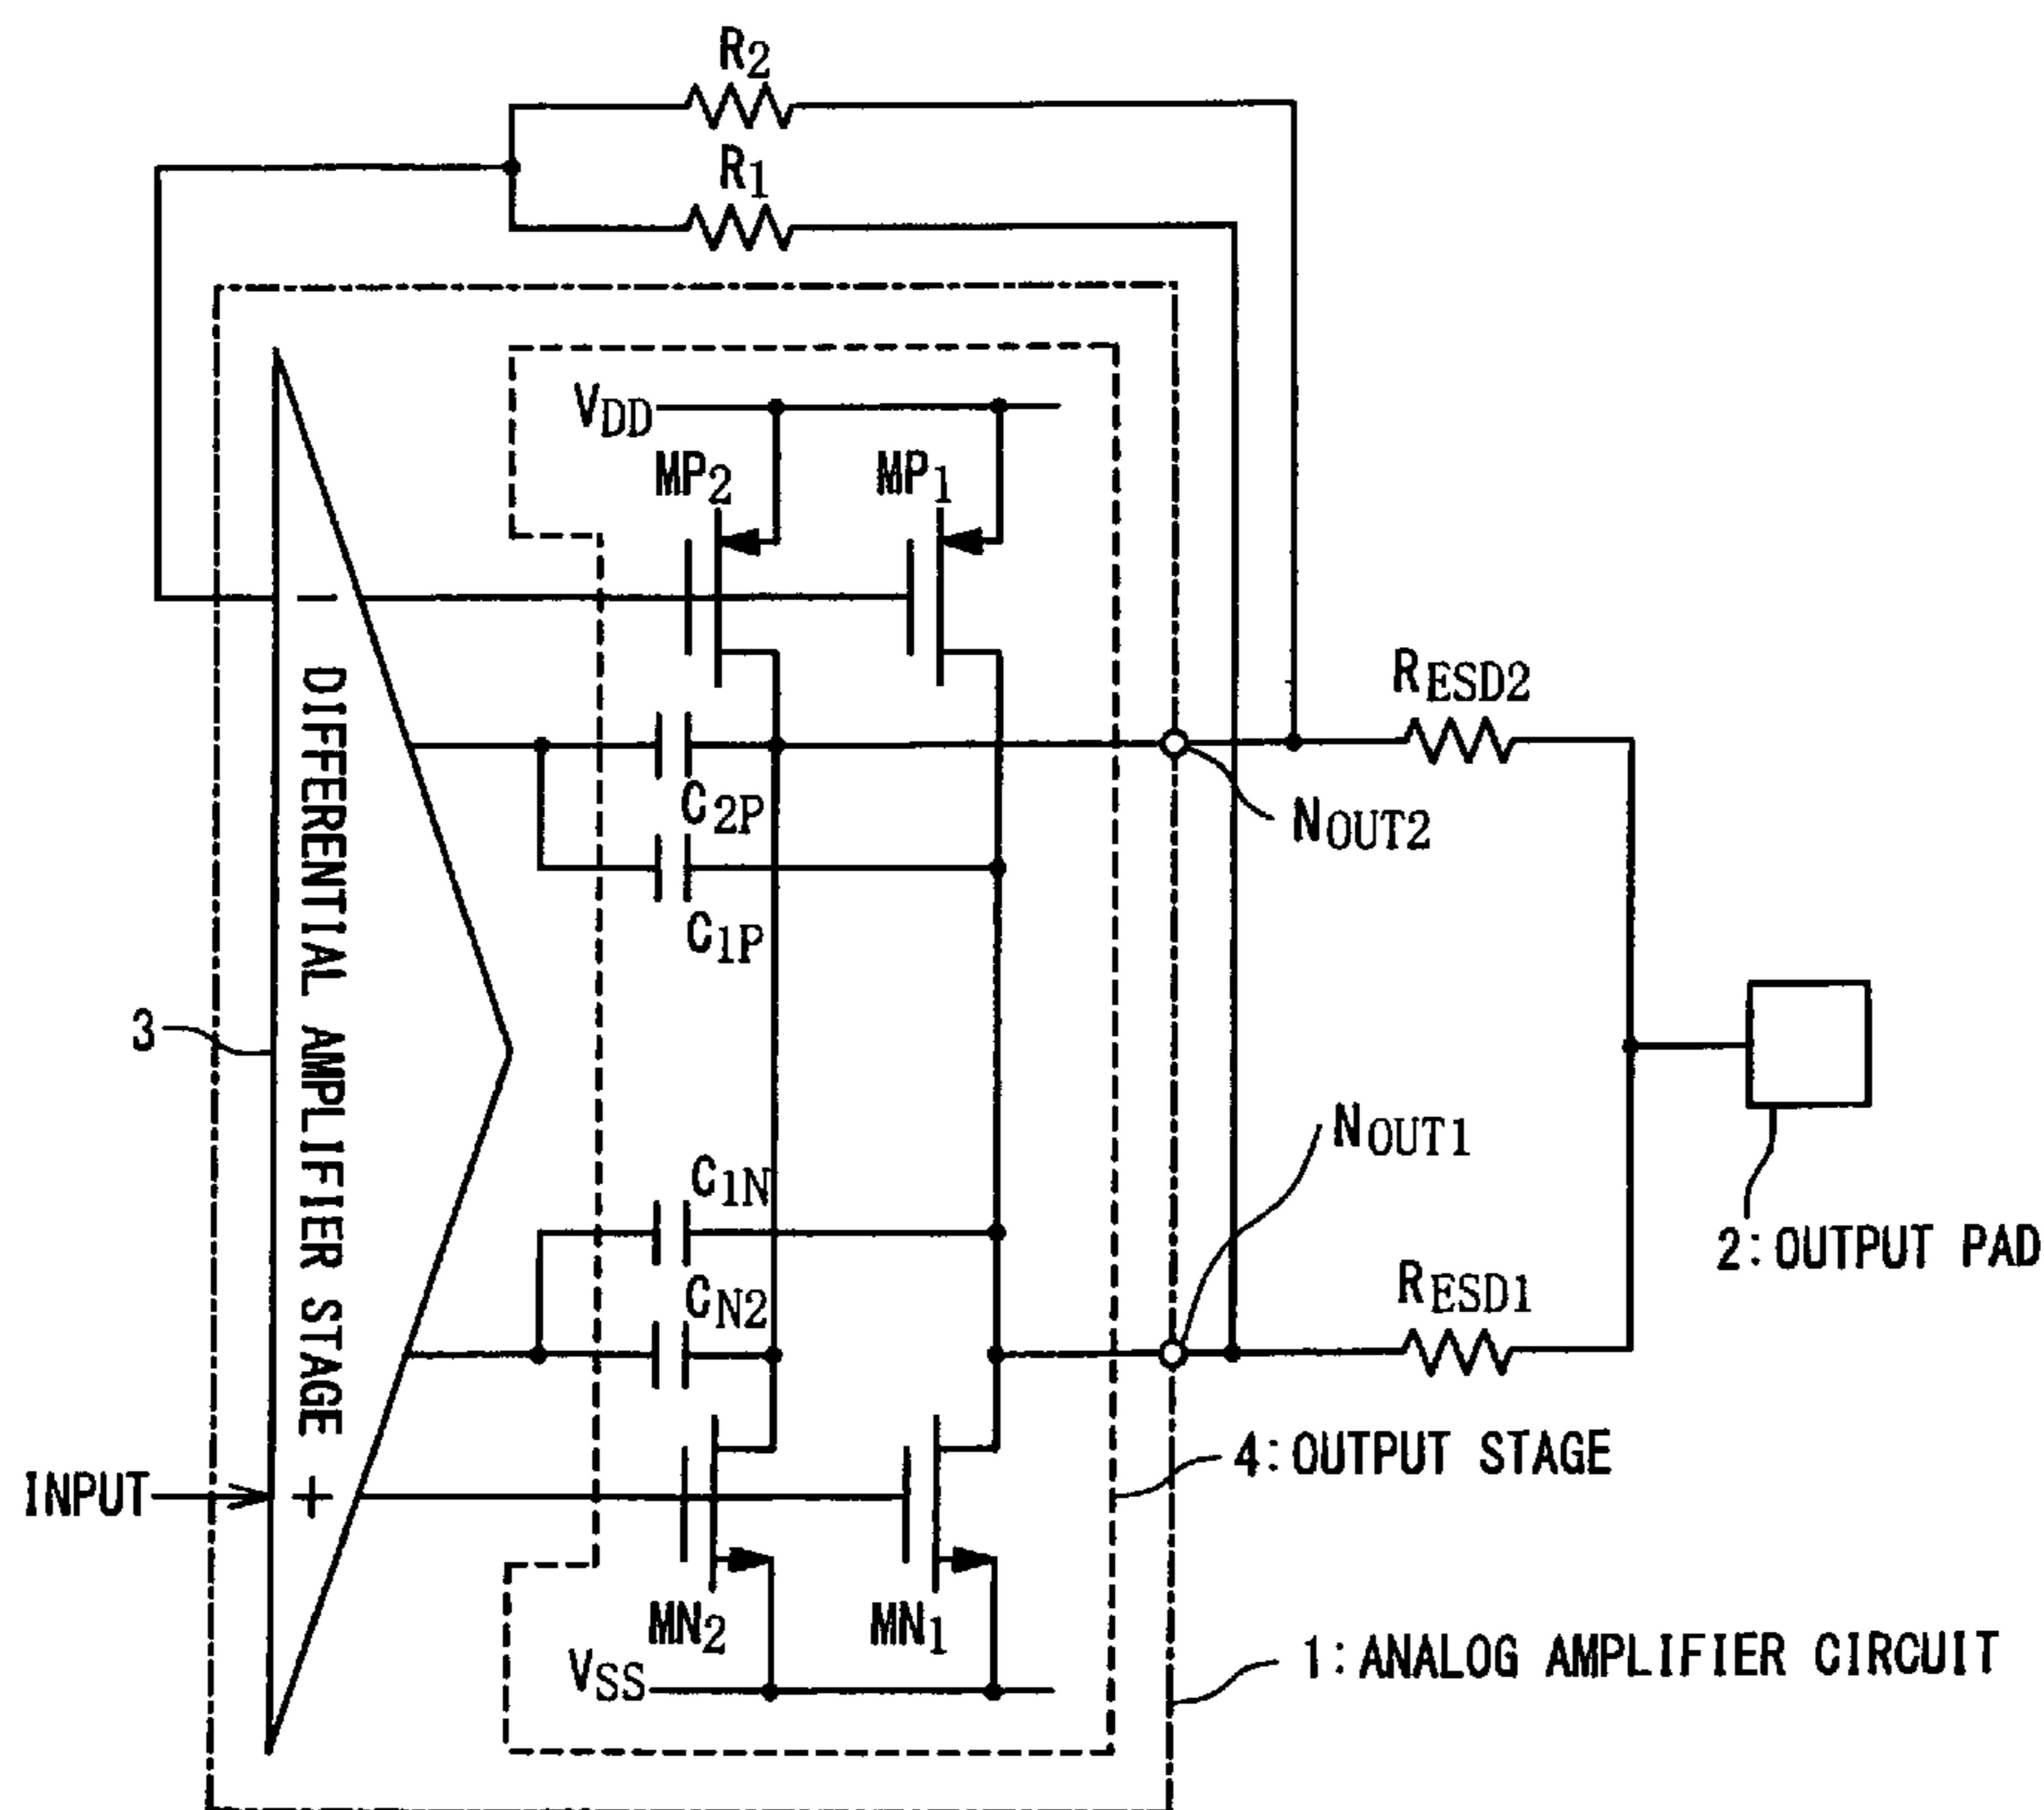 R2
R1
VDD
MP2
MP1
RESD2
C2P
NOUT2
C1P
DIFFERENTIAL AMPLIFIER STAGE
−
3
NOUT1
C1N
2:OUTPUT PAD
CN2
RESD1
4:OUTPUT STAGE
INPUT
+
MN2
MN1
VSS
1:ANALOG AMPLIFIER CIRCUIT